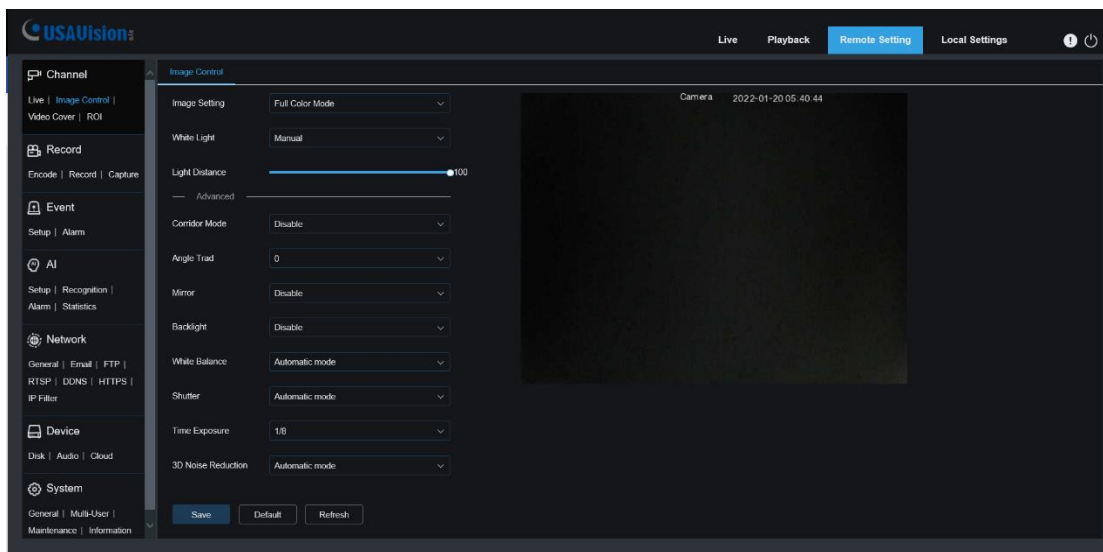 USAVision
Live Playback Remote Setting Local Settings
Channel
Live | Image Control |
Video Cover | ROI
Record
Encode | Record | Capture
Event
Setup | Alarm
AI
Setup | Recognition |
Alarm | Statistics
Network
General | Email | FTP |
RTSP | DDNS | HTTPS |
IP Filter
Device
Disk | Audio | Cloud
System
General | Multi-User |
Maintenance | Information
Image Control
Image Setting Full Color Mode
White Light Manual
Light Distance 100
Advanced
Corridor Mode Disable
Angle Trad 0
Mirror Disable
Backlight Disable
White Balance Automatic mode
Shutter Automatic mode
Time Exposure 1/8
3D Noise Reduction Automatic mode
Save Default Refresh
Camera 2022-01-20 05:40:44